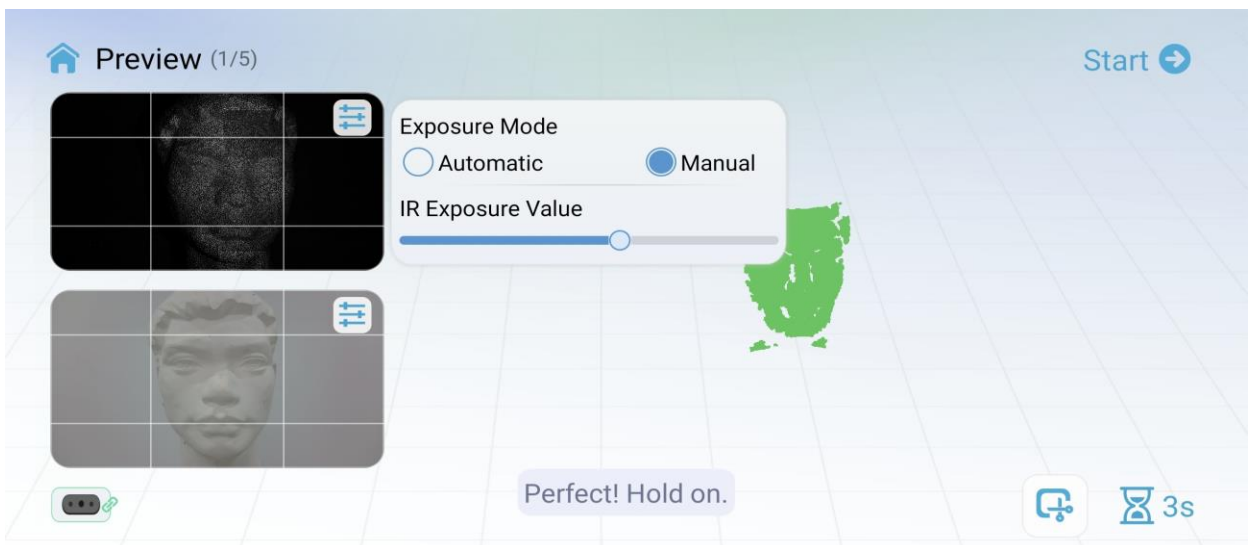 Preview (1/5)
Start
Exposure Mode
Automatic
Manual
IR Exposure Value
Perfect! Hold on.
3s